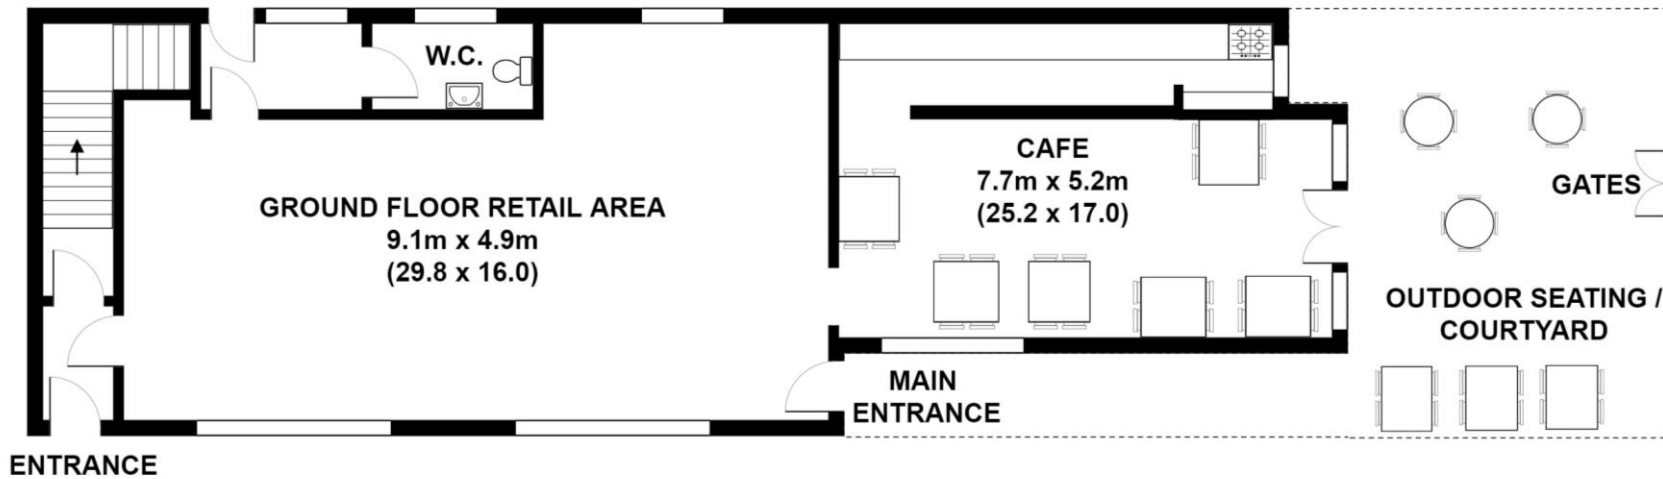 W.C.
GROUND FLOOR RETAIL AREA
9.1m x 4.9m
(29.8 x 16.0)
CAFE
7.7m x 5.2m
(25.2 x 17.0)
GATES
OUTDOOR SEATING /
COURTYARD
MAIN
ENTRANCE
ENTRANCE